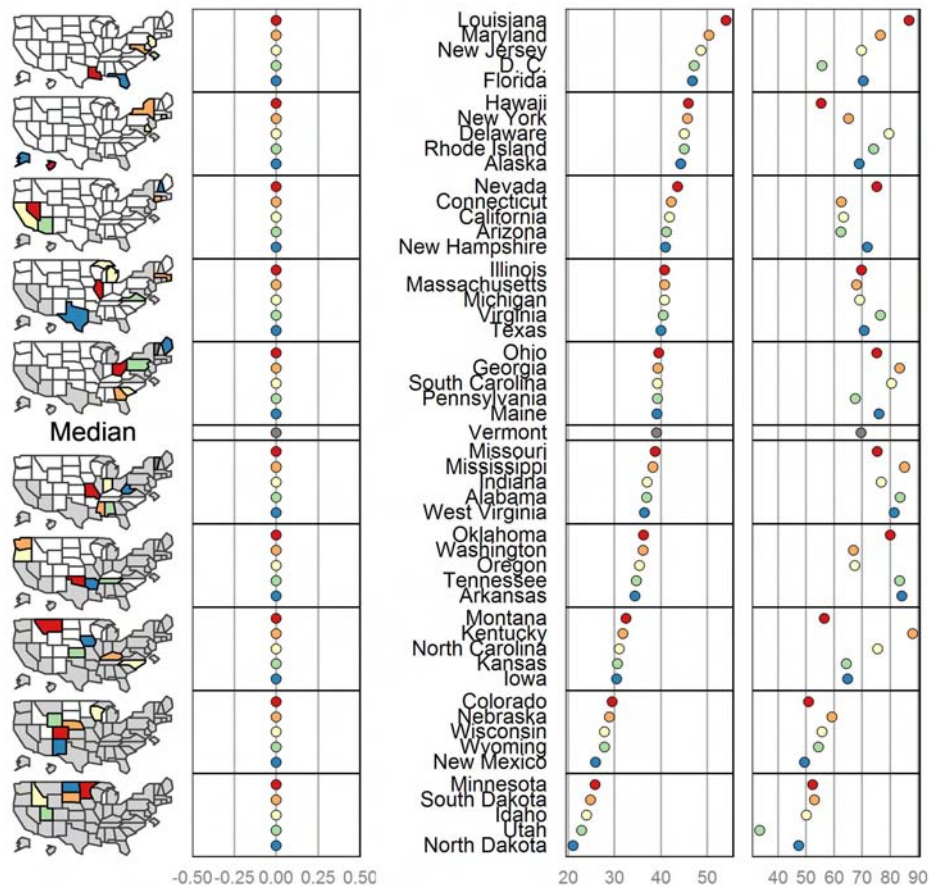 Louisiana
Maryland
New Jersey
D. C.
Florida
Hawaii
New York
Delaware
Rhode Island
Alaska
Nevada
Connecticut
California
Arizona
New Hampshire
Illinois
Massachusetts
Michigan
Virginia
Texas
Ohio
Georgia
South Carolina
Pennsylvania
Maine
Median Vermont
Missouri
Mississippi
Indiana
Alabama
West Virginia
Oklahoma
Washington
Oregon
Tennessee
Arkansas
Montana
Kentucky
North Carolina
Kansas
Iowa
Colorado
Nebraska
Wisconsin
Wyoming
New Mexico
Minnesota
South Dakota
Idaho
Utah
North Dakota
-0.50 -0.25 0.00 0.25 0.50 20 30 40 50 40 50 60 70 80 90